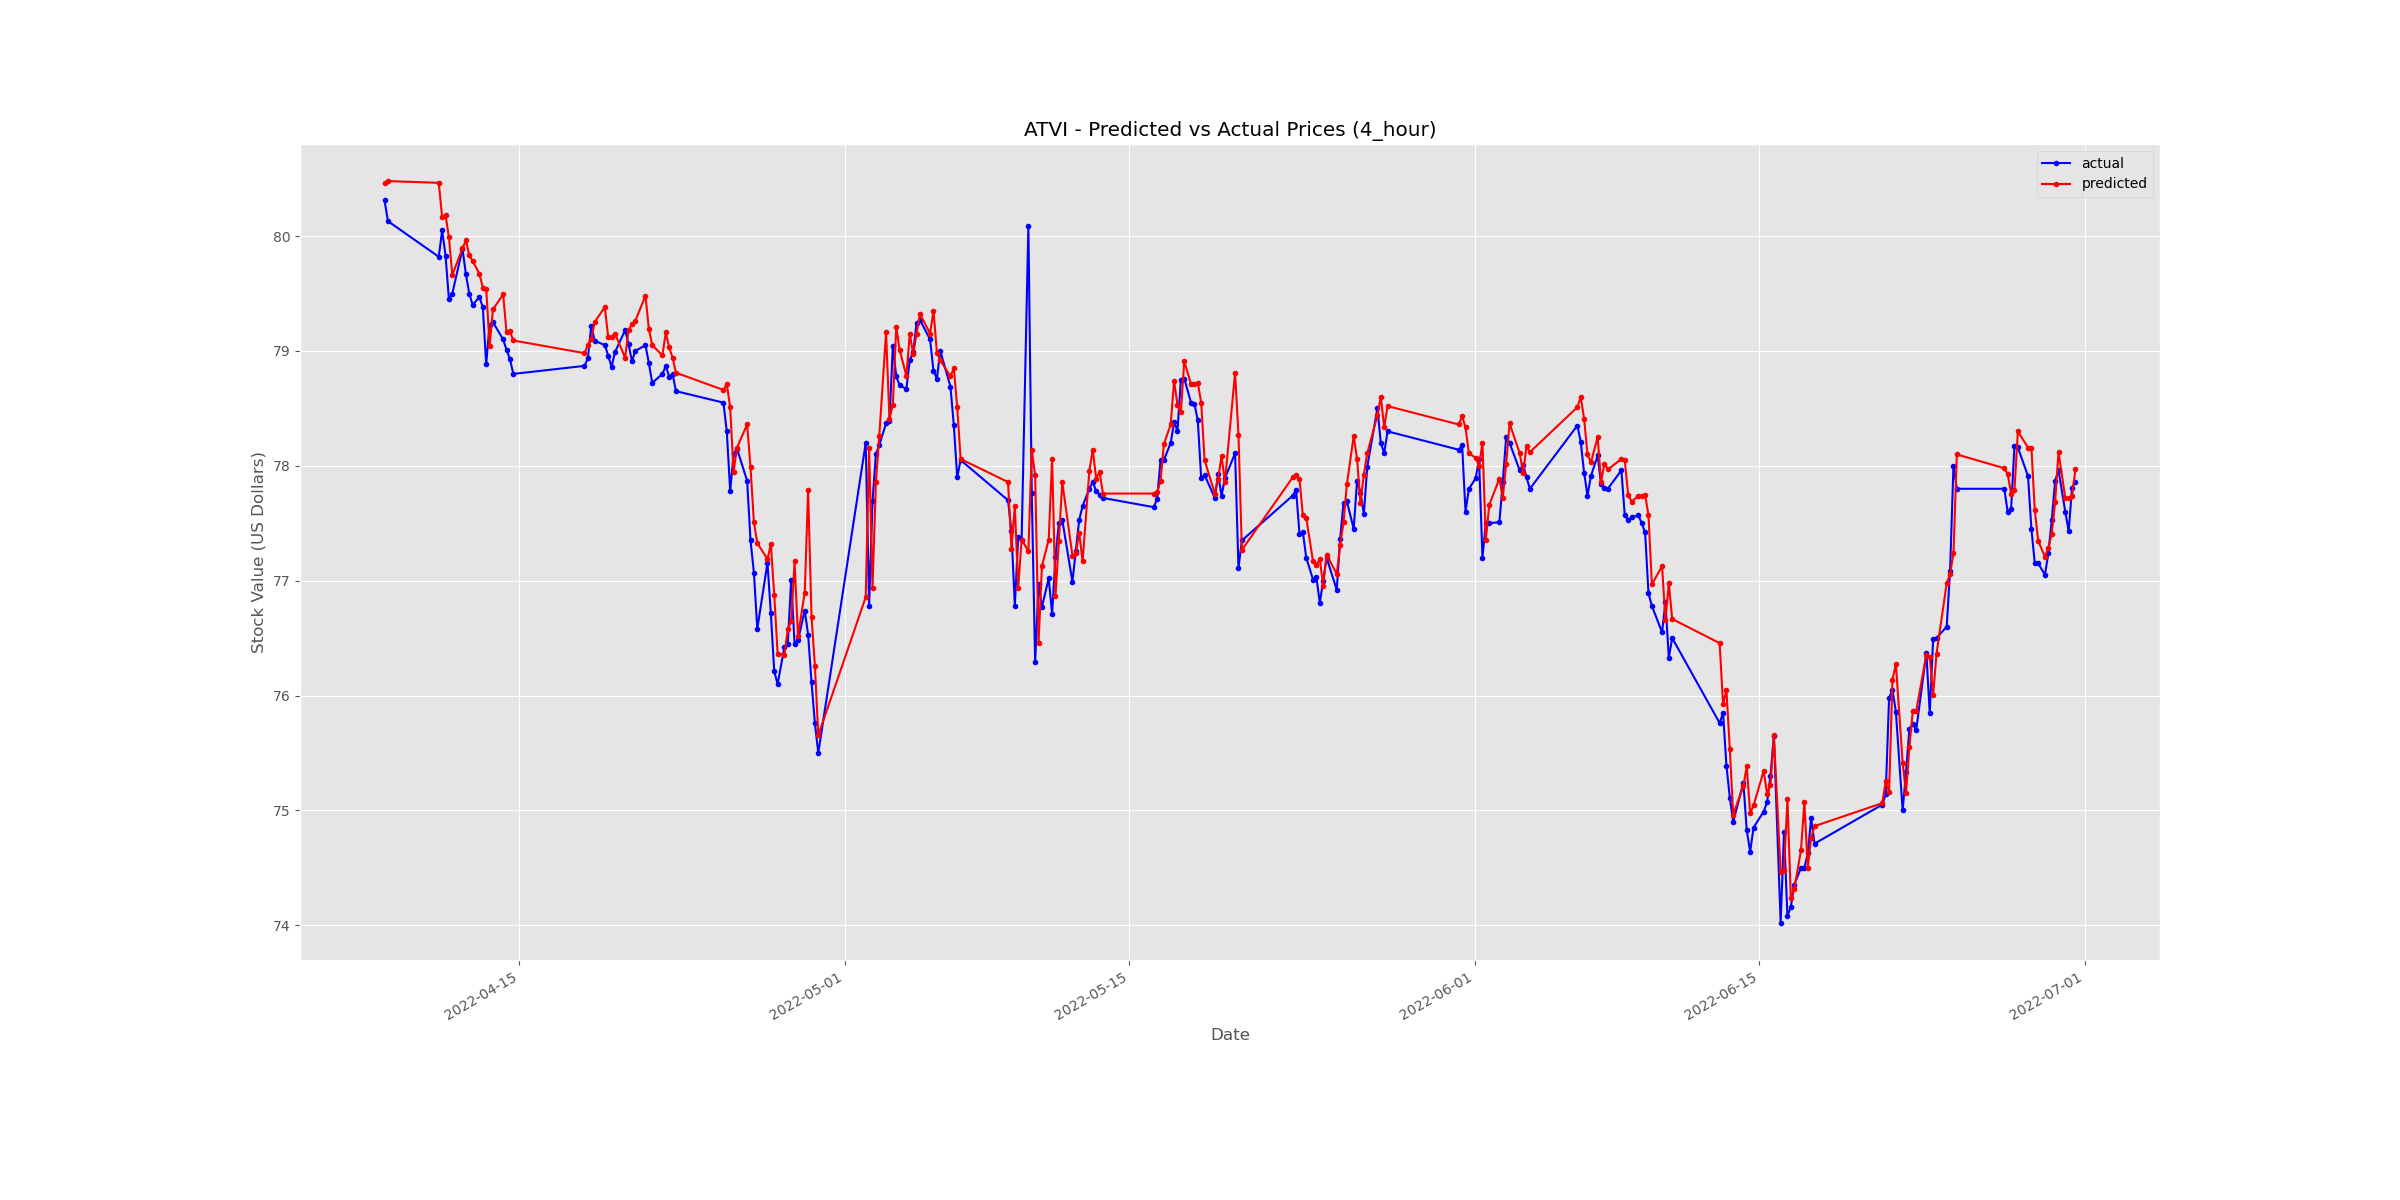 ATVI - Predicted vs Actual Prices (4_hour)
actual
predicted
Stock Value (US Dollars)
80
79
78
77
76
75
74
2022-04-15
2022-05-01
2022-05-15
2022-06-01
2022-06-15
2022-07-01
Date